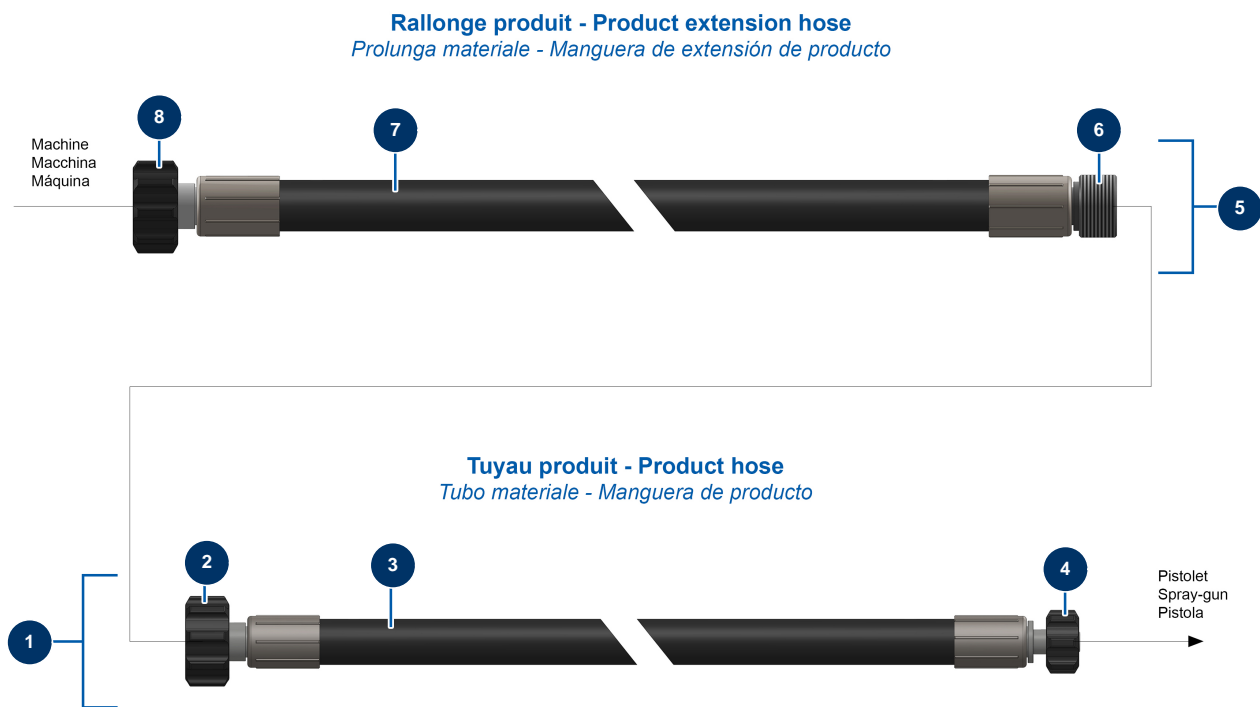 Rallonge produit - Product extension hose
Prolunga materiale - Manguera de extensión de producto
8
7
6
Machine
Macchina
Máquina
5
Tuyau produit - Product hose
Tubo materiale - Manguera de producto
2
3
4
Pistolet
Spray-gun
Pistola
1